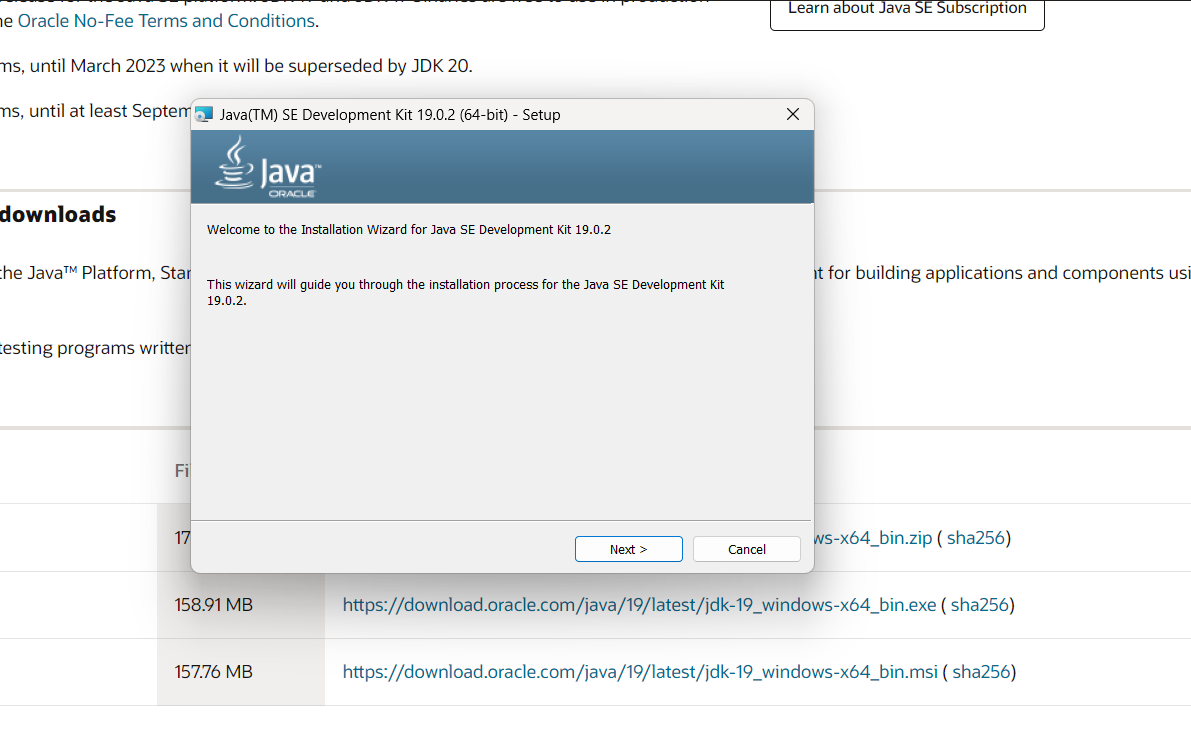 ne Oracle No-Fee Terms and Conditions.
Learn about Java SE Subscription
ms, until March 2023 when it will be superseded by JDK 20.
ms, until at least Septem
Java(TM) SE Development Kit 19.0.2 (64-bit) - Setup
Java™
ORACLE
downloads
Welcome to the Installation Wizard for Java SE Development Kit 19.0.2
the Java™ Platform, Star
nt for building applications and components usi
This wizard will guide you through the installation process for the Java SE Development Kit
19.0.2.
testing programs written
Fi
17
ws-x64_bin.zip ( sha256)
Next >
Cancel
158.91 MB
https://download.oracle.com/java/19/latest/jdk-19_windows-x64_bin.exe ( sha256)
157.76 MB
https://download.oracle.com/java/19/latest/jdk-19_windows-x64_bin.msi ( sha256)